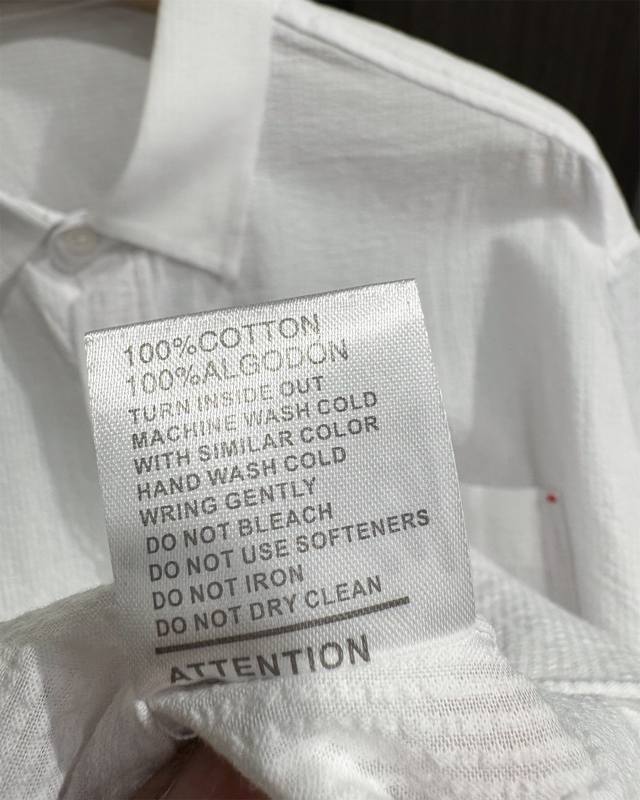 100%COTTON
100%ALGODON
TURN INSIDE OUT
MACHINE WASH COLD
WITH SIMILAR COLOR
HAND WASH COLD
WRING GENTLY
DO NOT BLEACH
DO NOT USE SOFTENERS
DO NOT IRON
DO NOT DRY CLEAN
ATTENTION